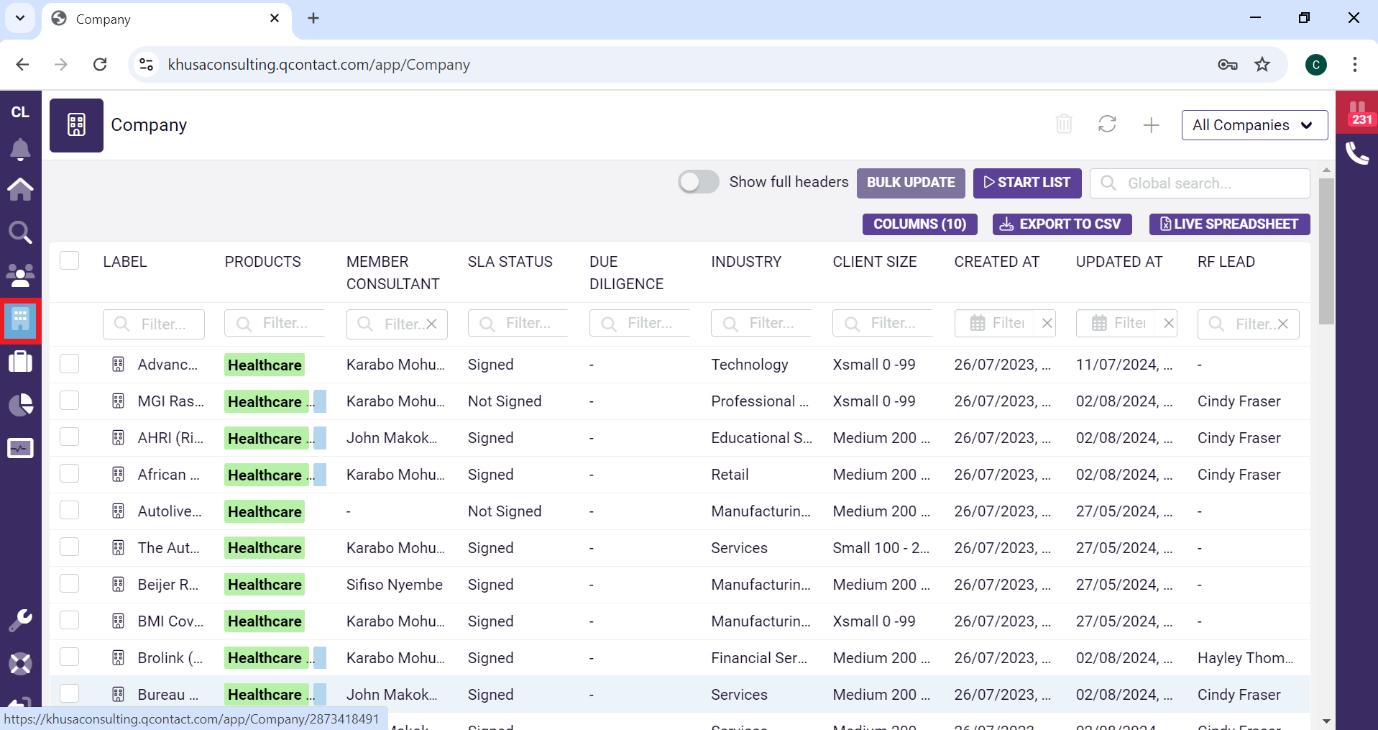 Company
khusaconsulting.qcontact.com/app/Company
C
CL
Company
All Companies
231
Show full headers
BULK UPDATE
START LIST
Global search...
COLUMNS (10)
EXPORT TO CSV
LIVE SPREADSHEET
LABEL PRODUCTS MEMBER CONSULTANT SLA STATUS DUE DILIGENCE INDUSTRY CLIENT SIZE CREATED AT UPDATED AT RF LEAD
Filter... Filter... Filter... Filter... Filter... Filter... Filter... Filter Filter Filter...
Advanc... Healthcare Karabo Mohu... Signed - Technology Xsmall 0 -99 26/07/2023, ... 11/07/2024, ... -
MGI Ras... Healthcare ... Karabo Mohu... Not Signed - Professional ... Xsmall 0 -99 26/07/2023, ... 02/08/2024, ... Cindy Fraser
AHRI (Ri... Healthcare ... John Makok... Signed - Educational S... Medium 200 ... 26/07/2023, ... 02/08/2024, ... Cindy Fraser
African ... Healthcare ... Karabo Mohu... Signed - Retail Medium 200 ... 26/07/2023, ... 02/08/2024, ... Cindy Fraser
Autolive... Healthcare - Not Signed - Manufacturin... Medium 200 ... 26/07/2023, ... 27/05/2024, ... -
The Aut... Healthcare Karabo Mohu... Signed - Services Small 100 - 2... 26/07/2023, ... 27/05/2024, ... -
Beijer R... Healthcare Sifiso Nyembe Signed - Manufacturin... Medium 200 ... 26/07/2023, ... 27/05/2024, ... -
BMI Cov... Healthcare Karabo Mohu... Signed - Manufacturin... Xsmall 0 -99 26/07/2023, ... 27/05/2024, ... -
Brolink (... Healthcare ... Karabo Mohu... Signed - Financial Ser... Medium 200 ... 26/07/2023, ... 02/08/2024, ... Hayley Thom...
Bureau ... Healthcare ... John Makok... Signed - Services Medium 200 ... 26/07/2023, ... 02/08/2024, ... Cindy Fraser
https://khusaconsulting.qcontact.com/app/Company/2873418491